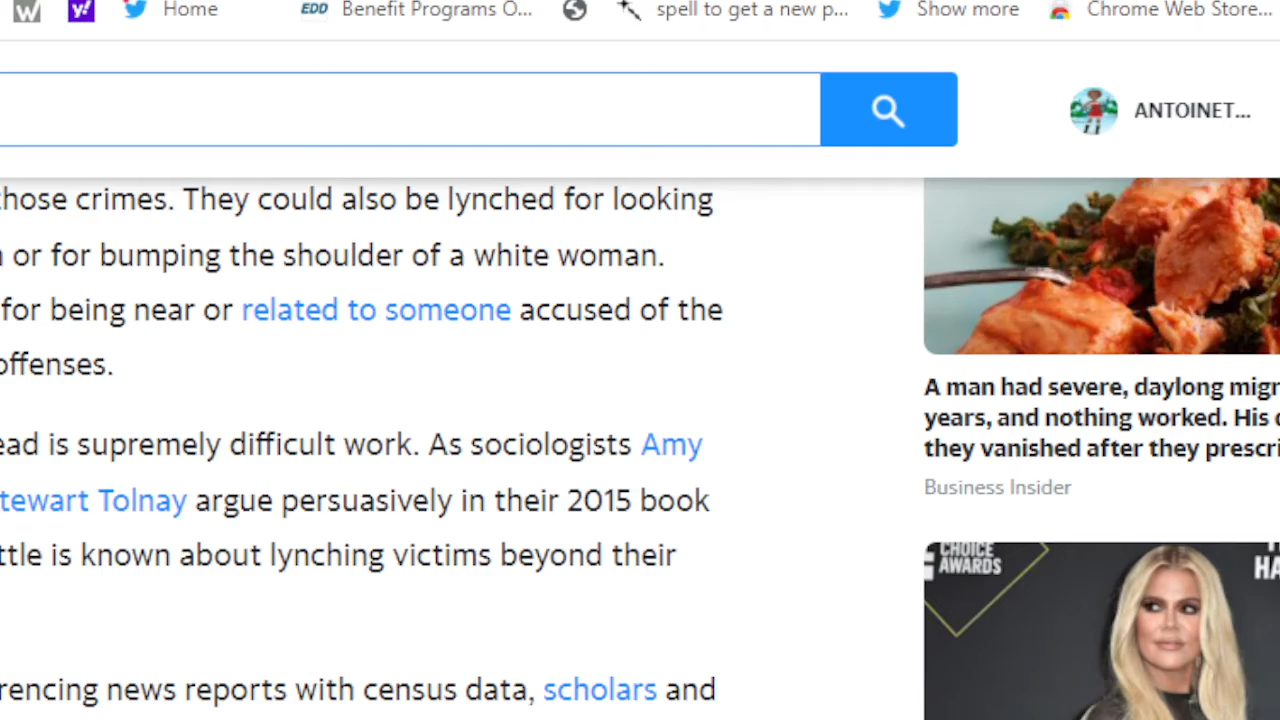 W y! Home EDD Benefit Programs O... spell to get a new p... Show more Chrome Web Store...
ANTOINET...
those crimes. They could also be lynched for looking
or for bumping the shoulder of a white woman.
for being near or related to someone accused of the
offenses.
is supremely difficult work. As sociologists Amy
tewart Tolnay argue persuasively in their 2015 book
ttle is known about lynching victims beyond their
rencing news reports with census data, scholars and
A man had severe, daylong migr
years, and nothing worked. His
they vanished after they prescri
Business Insider
CHOICE
AWARDS
HA